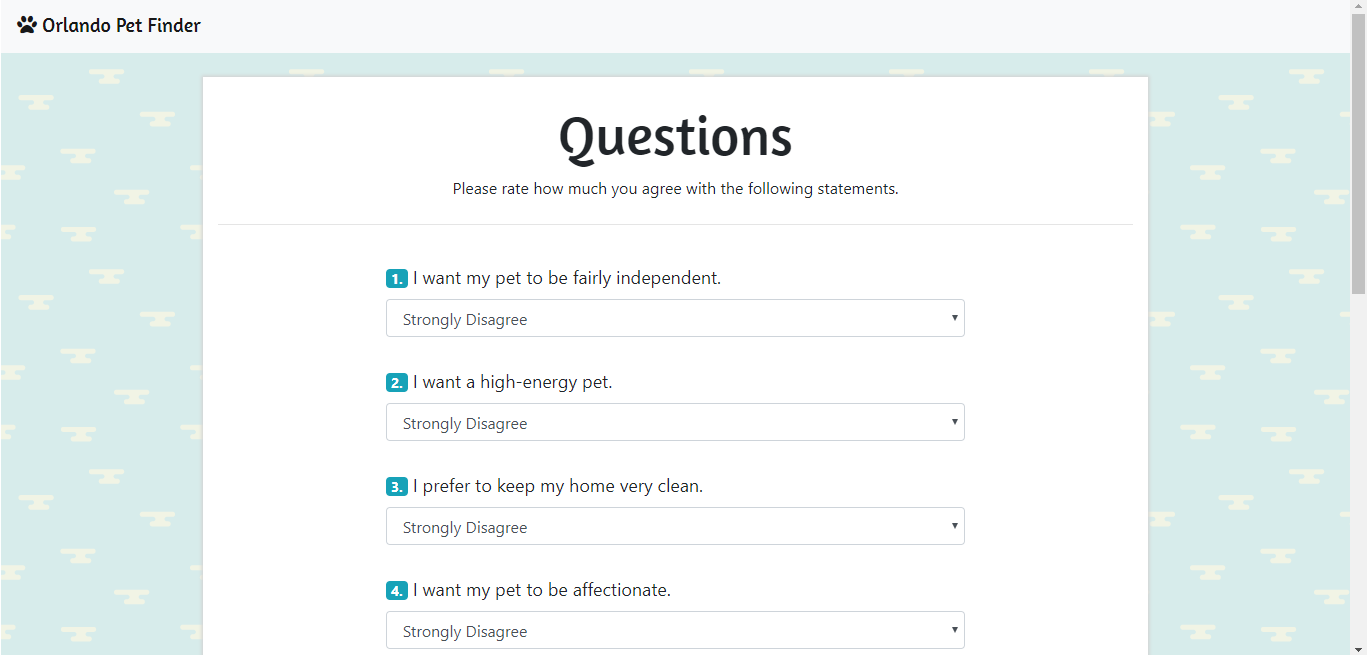 Orlando Pet Finder
Questions
Please rate how much you agree with the following statements.
1. I want my pet to be fairly independent.
Strongly Disagree
2. I want a high-energy pet.
Strongly Disagree
3. I prefer to keep my home very clean.
Strongly Disagree
4. I want my pet to be affectionate.
Strongly Disagree